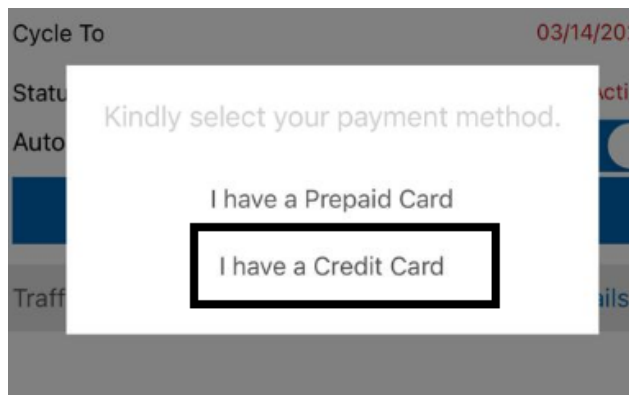 Cycle To 03/14/20
Statu Acti
Kindly select your payment method.
Auto
I have a Prepaid Card
I have a Credit Card
Traff ails